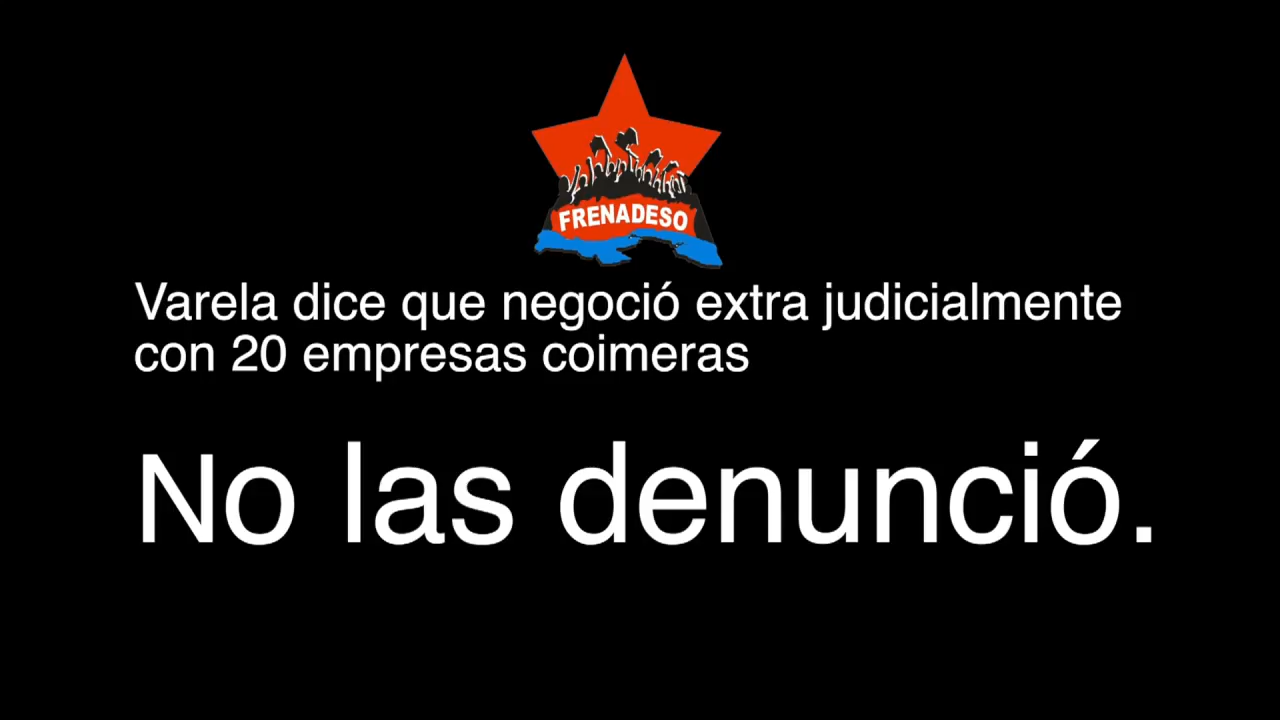 FRENADESO
Varela dice que negoció extra judicialmente
con 20 empresas coimeras
No las denunció.